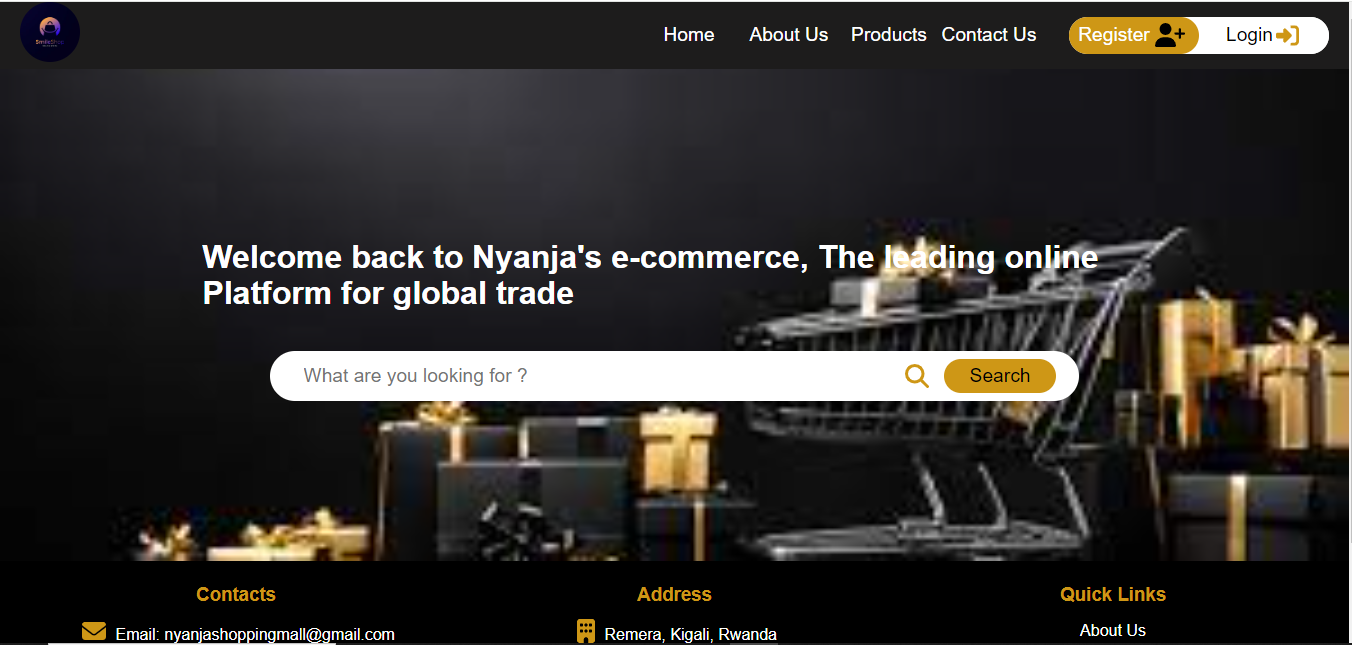 Home About Us Products Contact Us Register Login
Welcome back to Nyanja's e-commerce, The leading online
Platform for global trade
What are you looking for ? Search
Contacts Address Quick Links
Email: nyanjashoppingmall@gmail.com Remera, Kigali, Rwanda About Us